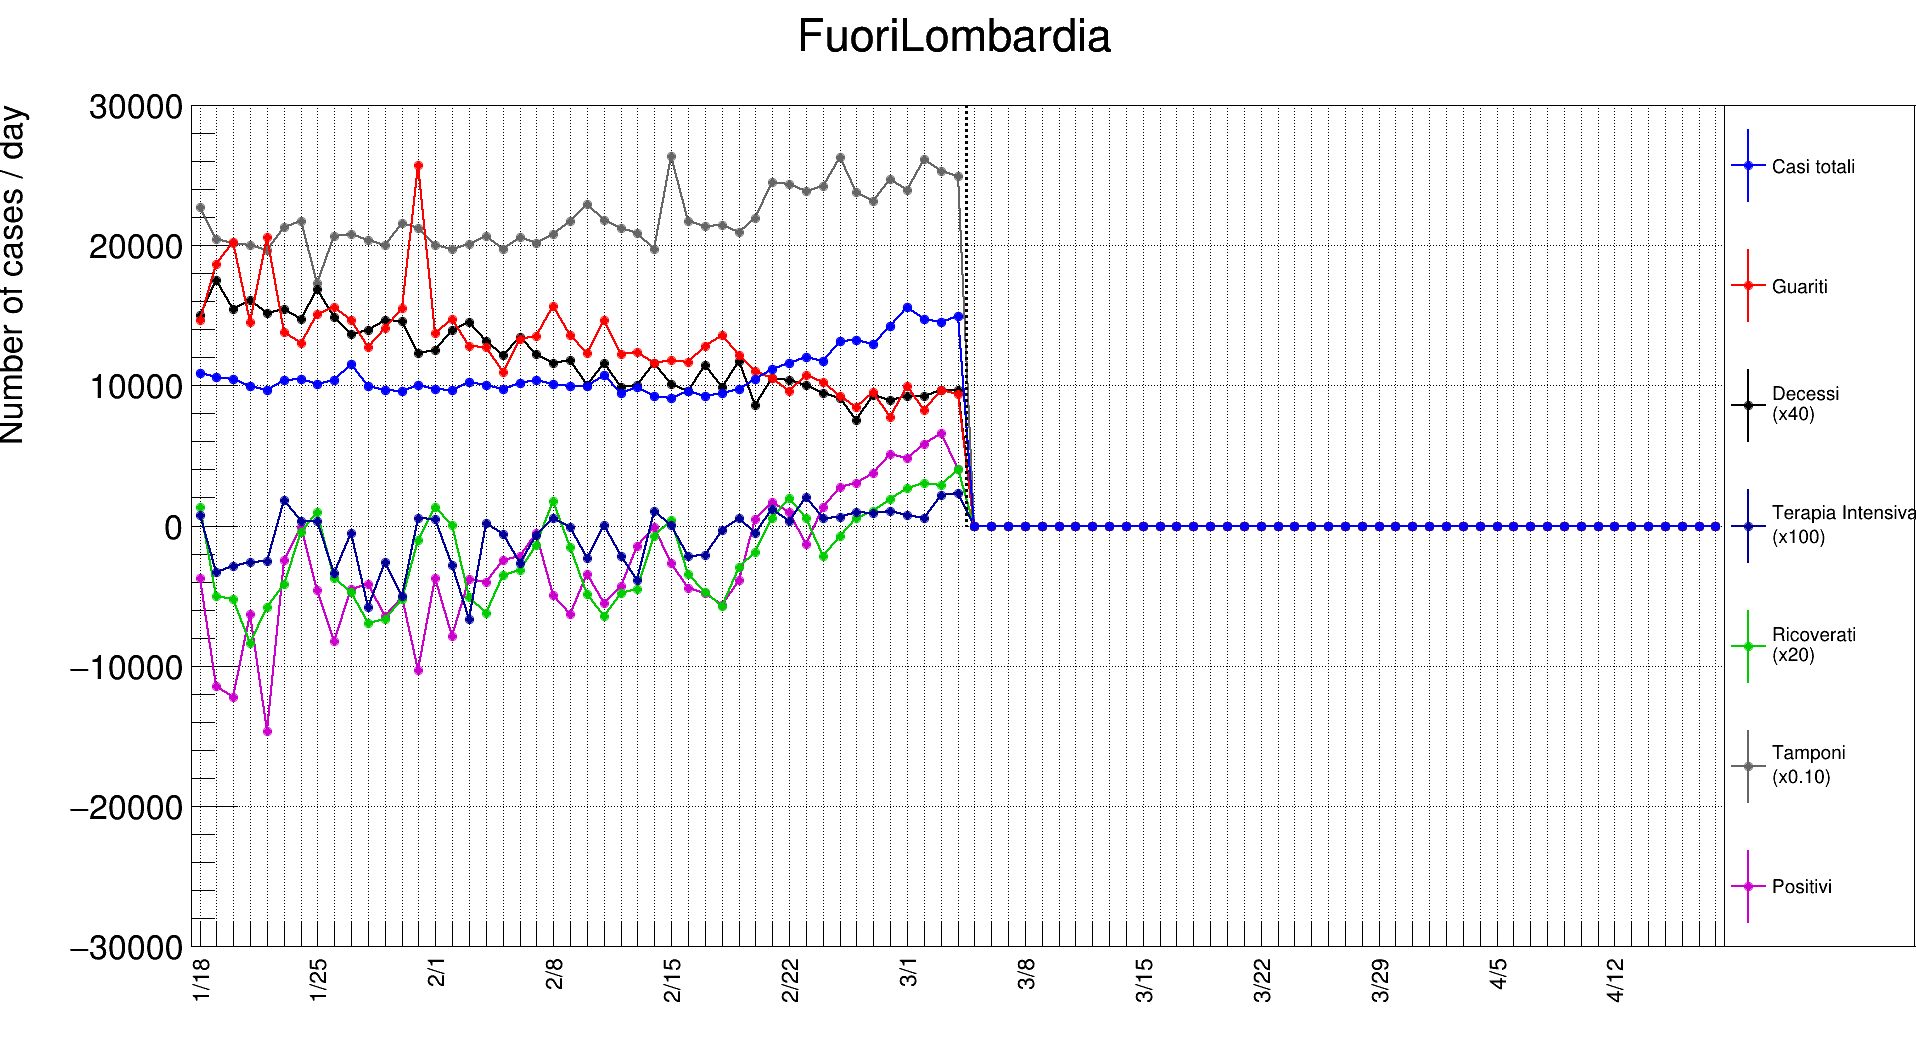 FuoriLombardia
Number of cases / day
30000
20000
10000
0
−10000
−20000
−30000
1/18
1/25
2/1
2/8
2/15
2/22
3/1
3/8
3/15
3/22
3/29
4/5
4/12
Casi totali
Guariti
Decessi
(x40)
Terapia Intensiva
(x100)
Ricoverati
(x20)
Tamponi
(x0.10)
Positivi